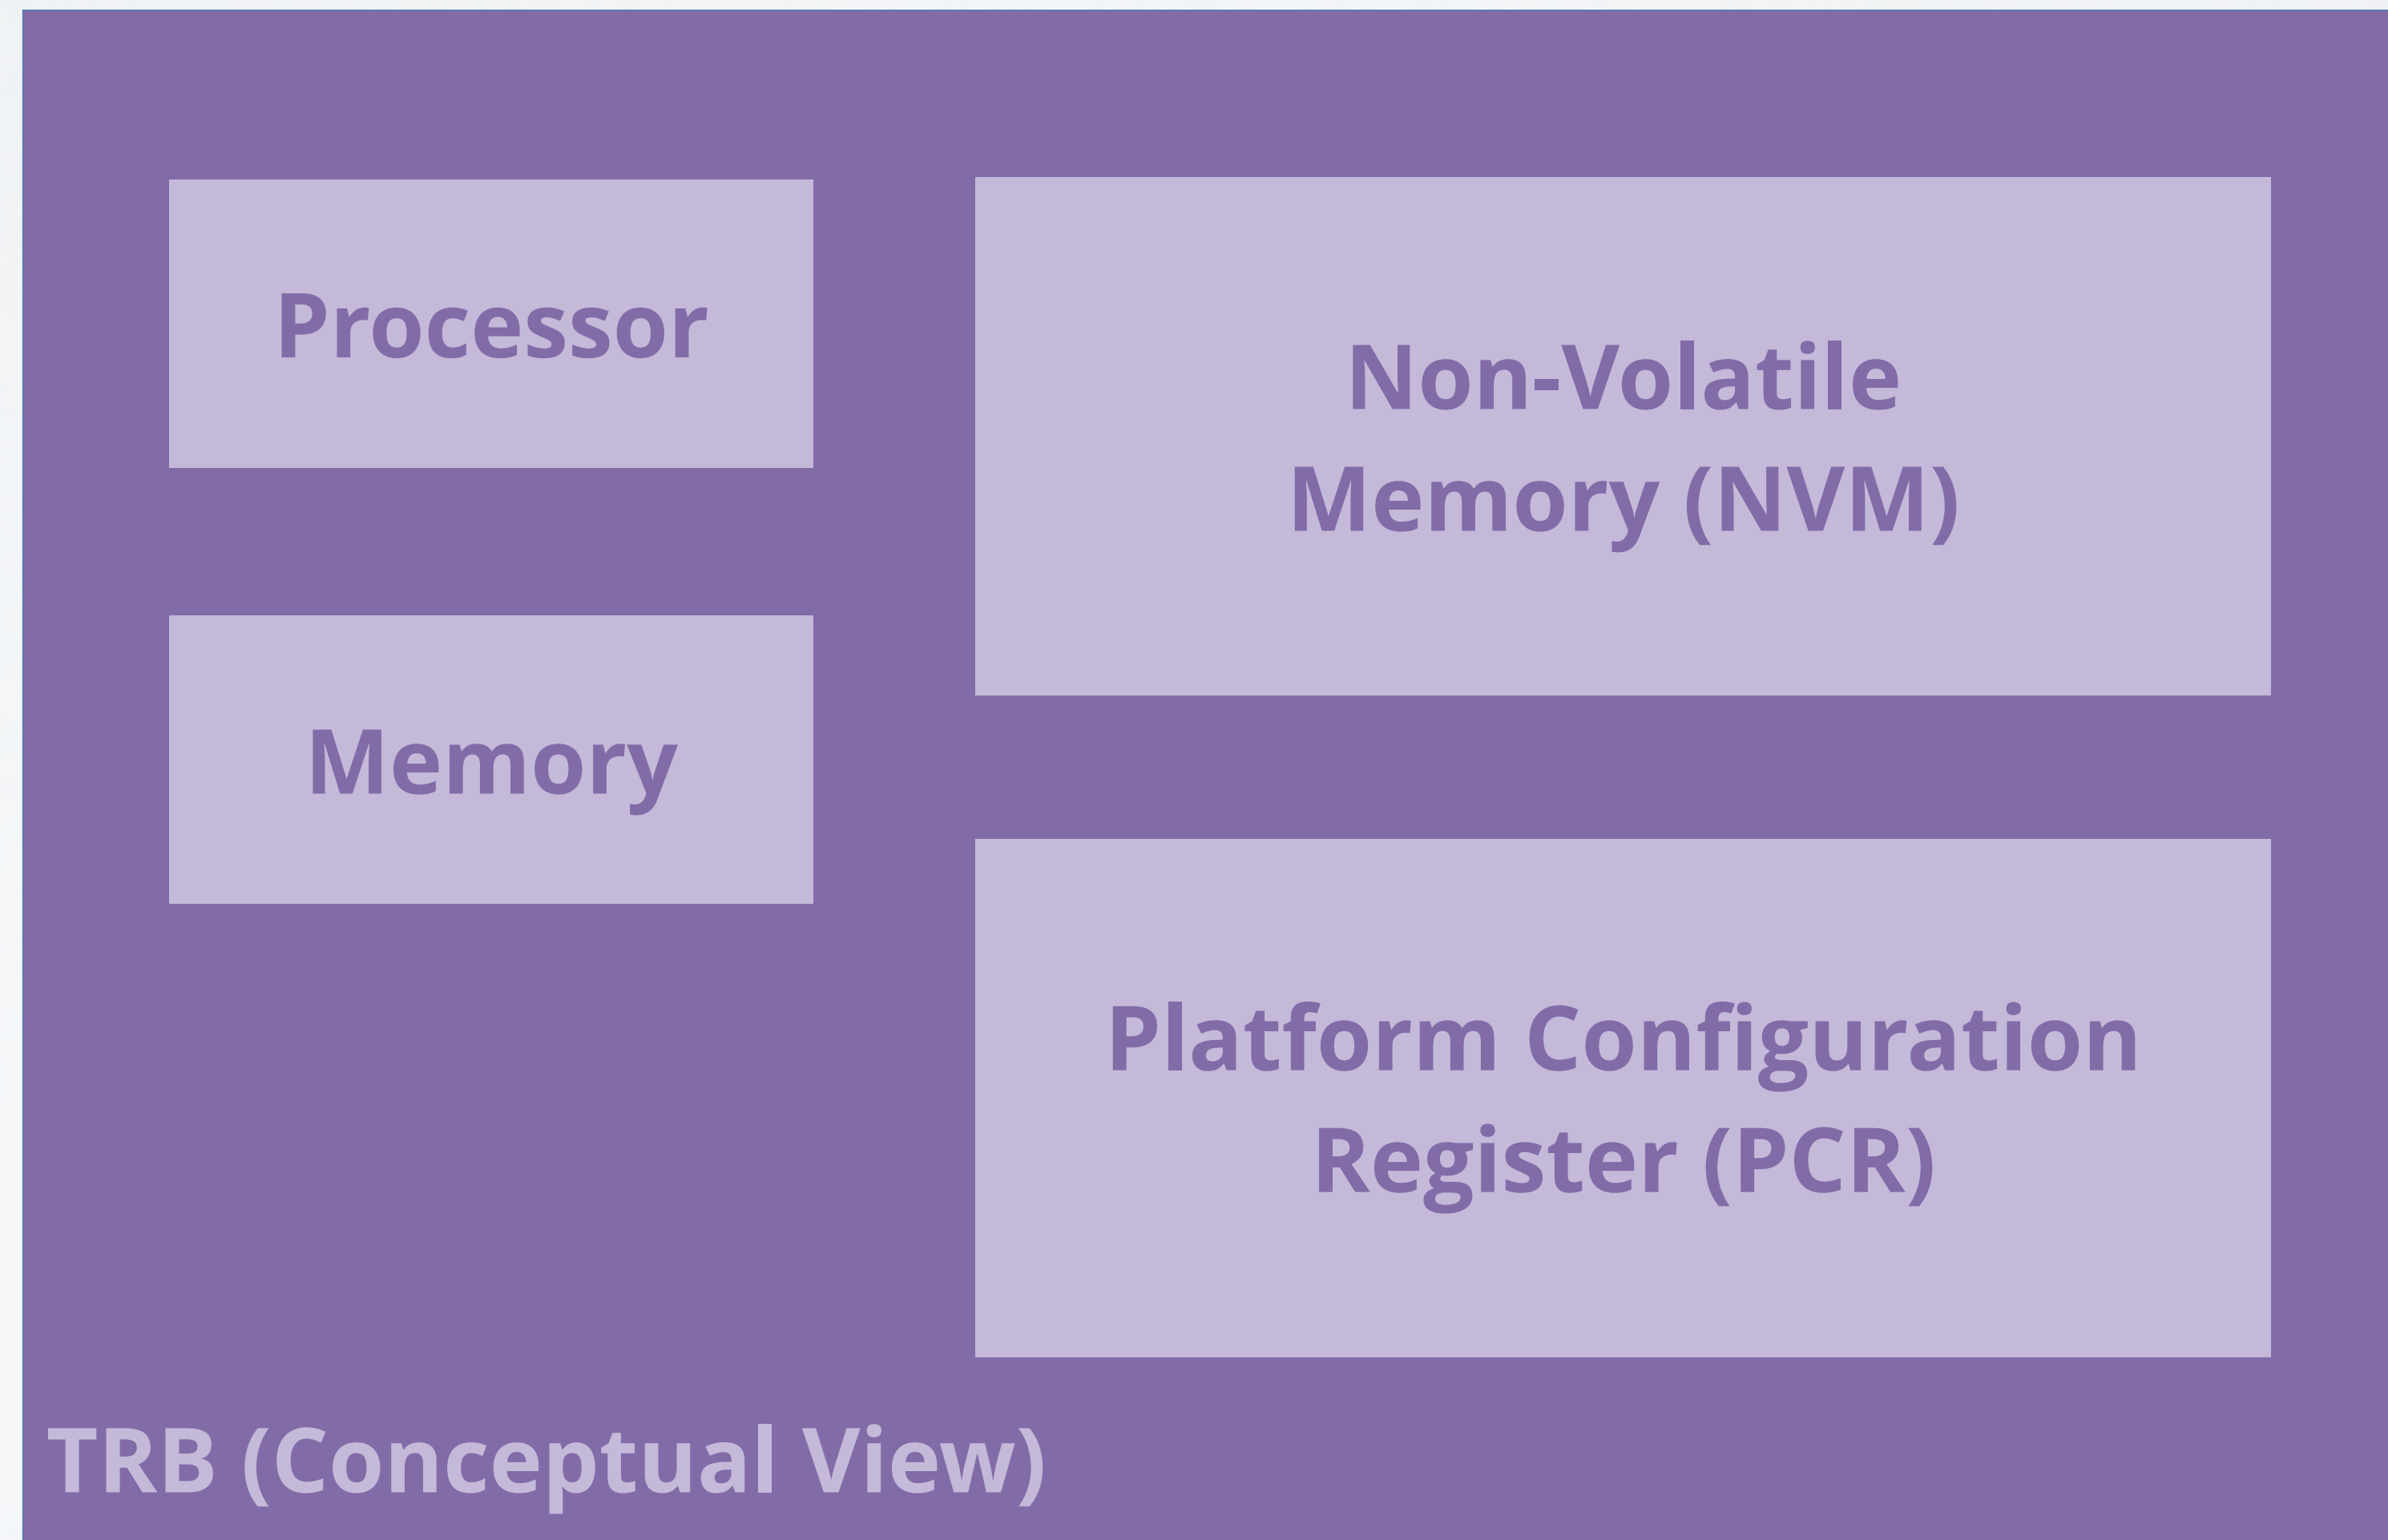 Processor
Non-Volatile
Memory (NVM)
Memory
Platform Configuration
Register (PCR)
TRB (Conceptual View)